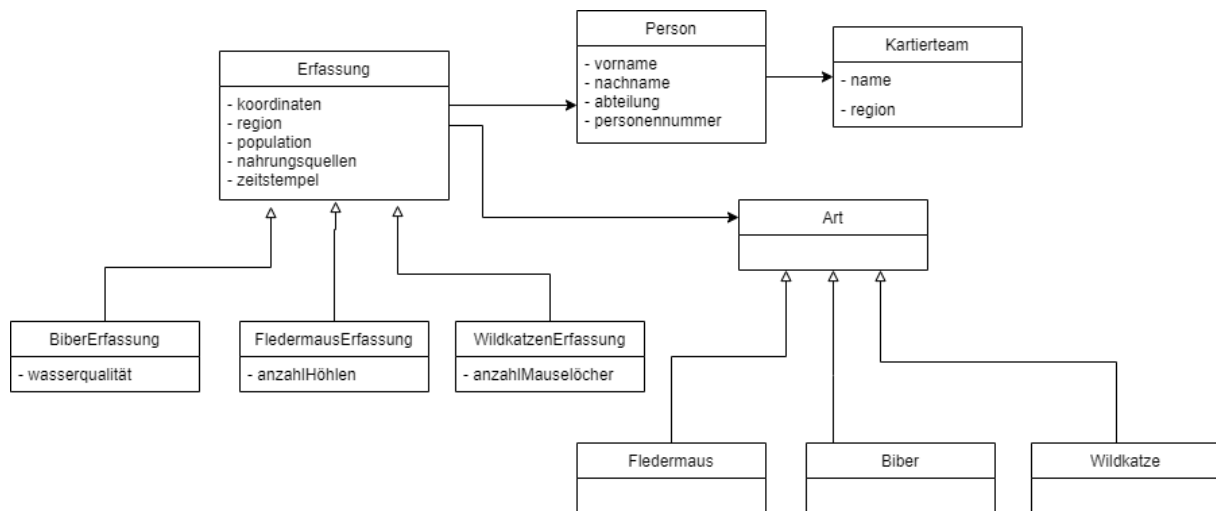 Person
- vorname
- nachname
- abteilung
- personennummer
Kartierteam
- name
- region
Erfassung
- koordinaten
- region
- population
- nahrungsquellen
- zeitstempel
Art
BiberErfassung
- wasserqualität
FledermausErfassung
- anzahlHöhlen
WildkatzenErfassung
- anzahlMauselöcher
Fledermaus
Biber
Wildkatze